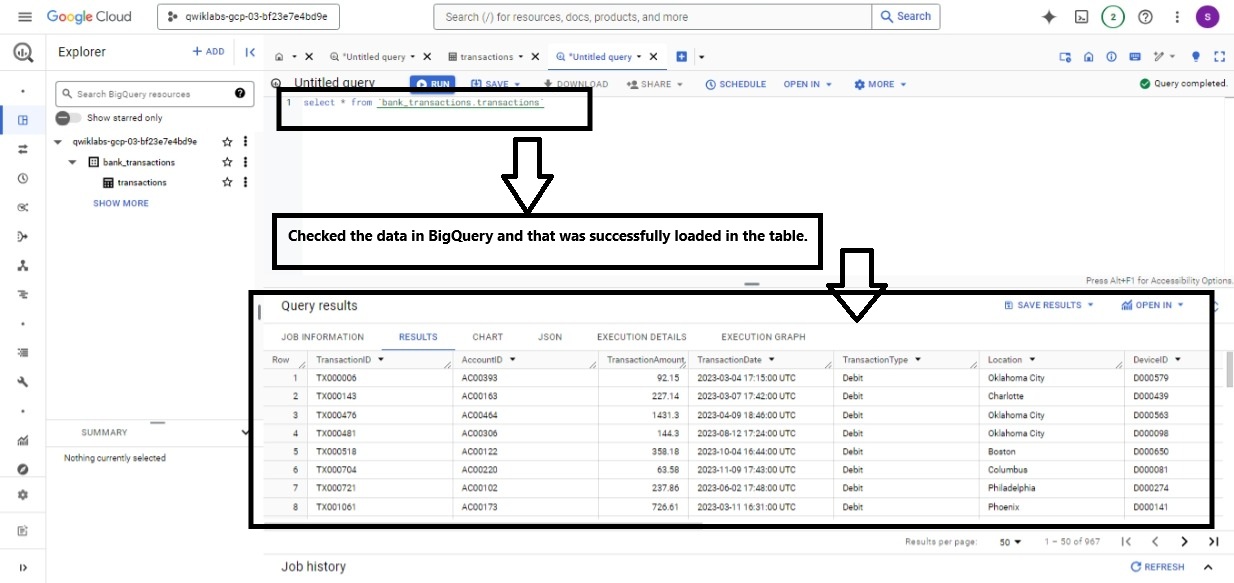 Google Cloud
qwiklabs-gcp-03-bf23e7e4bd9e
Search (/) for resources, docs, products, and more
Search
2
S
Explorer
+ ADD
*Untitled query
transactions
*Untitled query
Search BigQuery resources
Show starred only
qwiklabs-gcp-03-bf23e7e4bd9e
bank_transactions
transactions
SHOW MORE
SUMMARY
Nothing currently selected
Untitled query
RUN
SAVE
DOWNLOAD
SHARE
SCHEDULE
OPEN IN
MORE
Query completed.
1 select * from `bank_transactions.transactions`
Checked the data in BigQuery and that was successfully loaded in the table.
Press Alt+F1 for Accessibility Options.
Query results
SAVE RESULTS
OPEN IN
JOB INFORMATION RESULTS CHART JSON EXECUTION DETAILS EXECUTION GRAPH
Row TransactionID AccountID TransactionAmount TransactionDate TransactionType Location DeviceID
1 TX000006 AC00393 92.15 2023-03-04 17:15:00 UTC Debit Oklahoma City D000579
2 TX000143 AC00163 227.14 2023-03-07 17:42:00 UTC Debit Charlotte D000439
3 TX000476 AC00464 1431.3 2023-04-09 18:46:00 UTC Debit Oklahoma City D000563
4 TX000481 AC00306 144.3 2023-08-12 17:24:00 UTC Debit Oklahoma City D000098
5 TX000518 AC00122 358.18 2023-10-04 16:44:00 UTC Debit Boston D000650
6 TX000704 AC00220 63.58 2023-11-09 17:43:00 UTC Debit Columbus D000081
7 TX000721 AC00102 237.86 2023-06-02 17:48:00 UTC Debit Philadelphia D000274
8 TX001061 AC00173 726.61 2023-03-11 16:31:00 UTC Debit Phoenix D000141
Results per page: 50 1 – 50 of 967
Job history
REFRESH